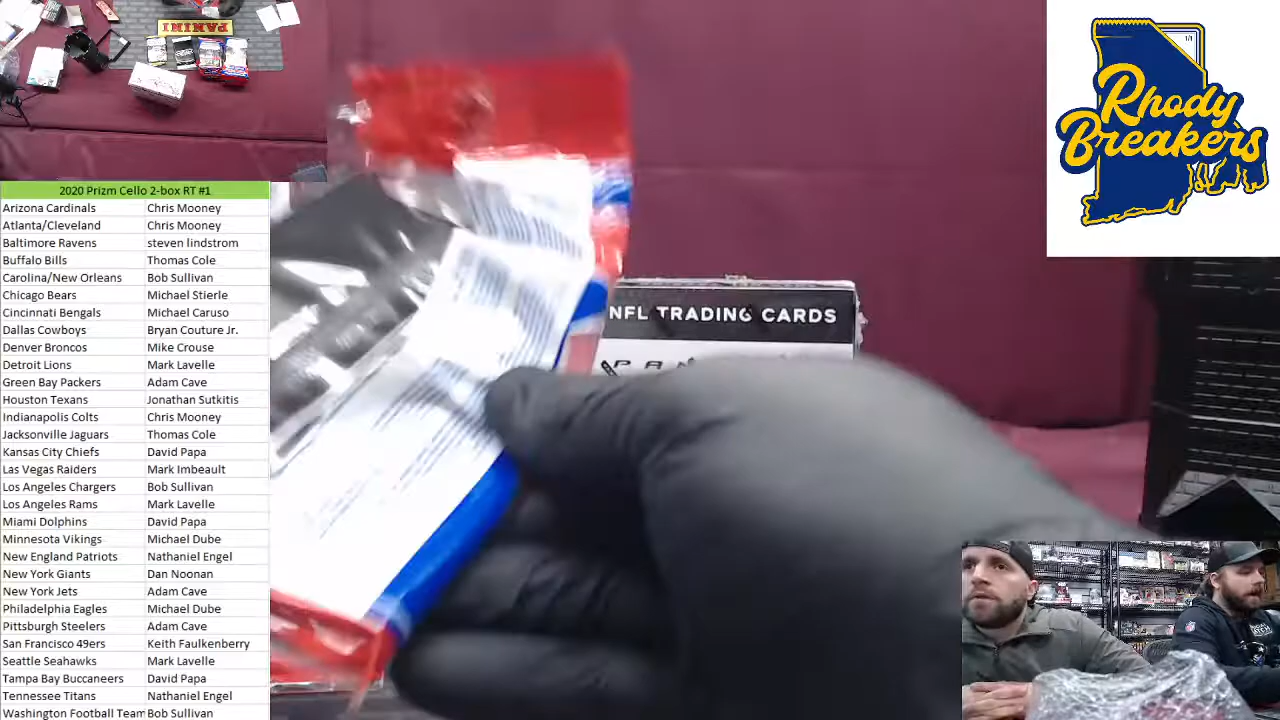 PANINI
2020 Prizm Cello 2-box RT #1
Arizona Cardinals Chris Mooney
Atlanta/Cleveland Chris Mooney
Baltimore Ravens steven lindstrom
Buffalo Bills Thomas Cole
Carolina/New Orleans Bob Sullivan
Chicago Bears Michael Stierle
Cincinnati Bengals Michael Caruso
Dallas Cowboys Bryan Couture Jr.
Denver Broncos Mike Crouse
Detroit Lions Mark Lavelle
Green Bay Packers Adam Cave
Houston Texans Jonathan Sutkitis
Indianapolis Colts Chris Mooney
Jacksonville Jaguars Thomas Cole
Kansas City Chiefs David Papa
Las Vegas Raiders Mark Imbeault
Los Angeles Chargers Bob Sullivan
Los Angeles Rams Mark Lavelle
Miami Dolphins David Papa
Minnesota Vikings Michael Dube
New England Patriots Nathaniel Engel
New York Giants Dan Noonan
New York Jets Adam Cave
Philadelphia Eagles Michael Dube
Pittsburgh Steelers Adam Cave
San Francisco 49ers Keith Faulkenberry
Seattle Seahawks Mark Lavelle
Tampa Bay Buccaneers David Papa
Tennessee Titans Nathaniel Engel
Washington Football Team Bob Sullivan
NFL TRADING CARDS
1/1
Rhody
Breakers